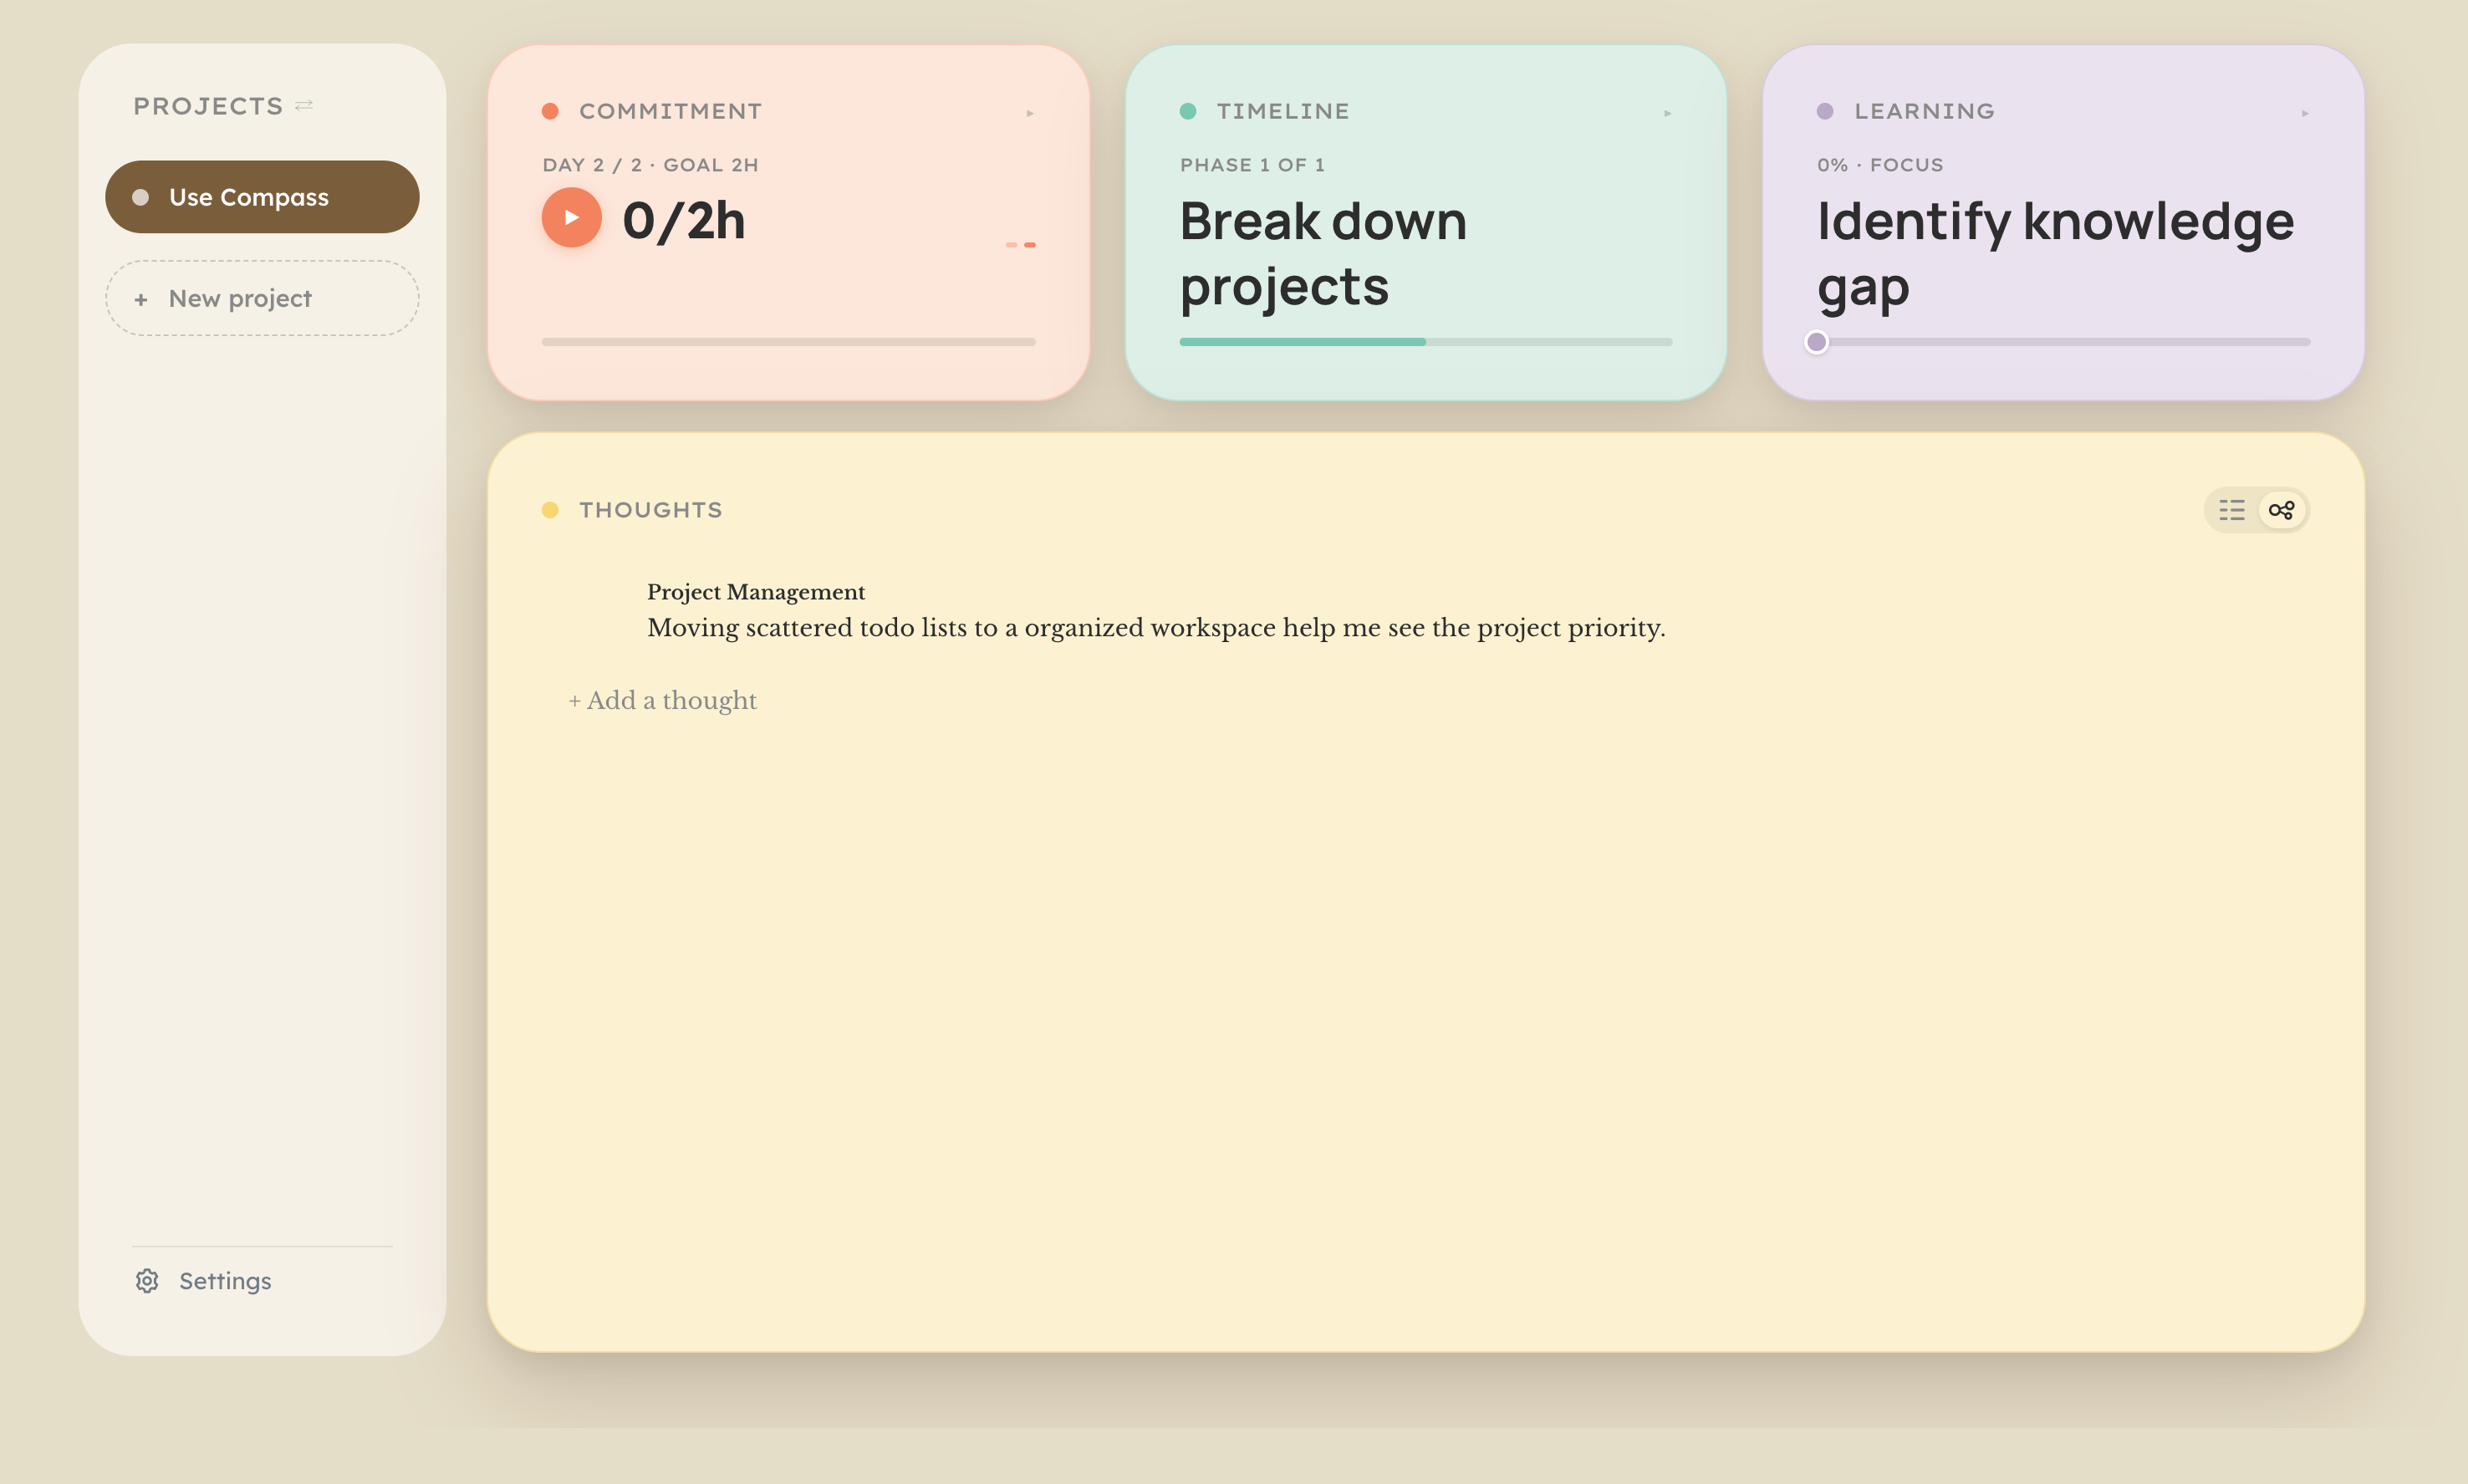 PROJECTS ⇄
Use Compass
+ New project
Settings
COMMITMENT
DAY 2 / 2 · GOAL 2H
0/2h
TIMELINE
PHASE 1 OF 1
Break down
projects
LEARNING
0% · FOCUS
Identify knowledge
gap
THOUGHTS
Project Management
Moving scattered todo lists to a organized workspace help me see the project priority.
+ Add a thought